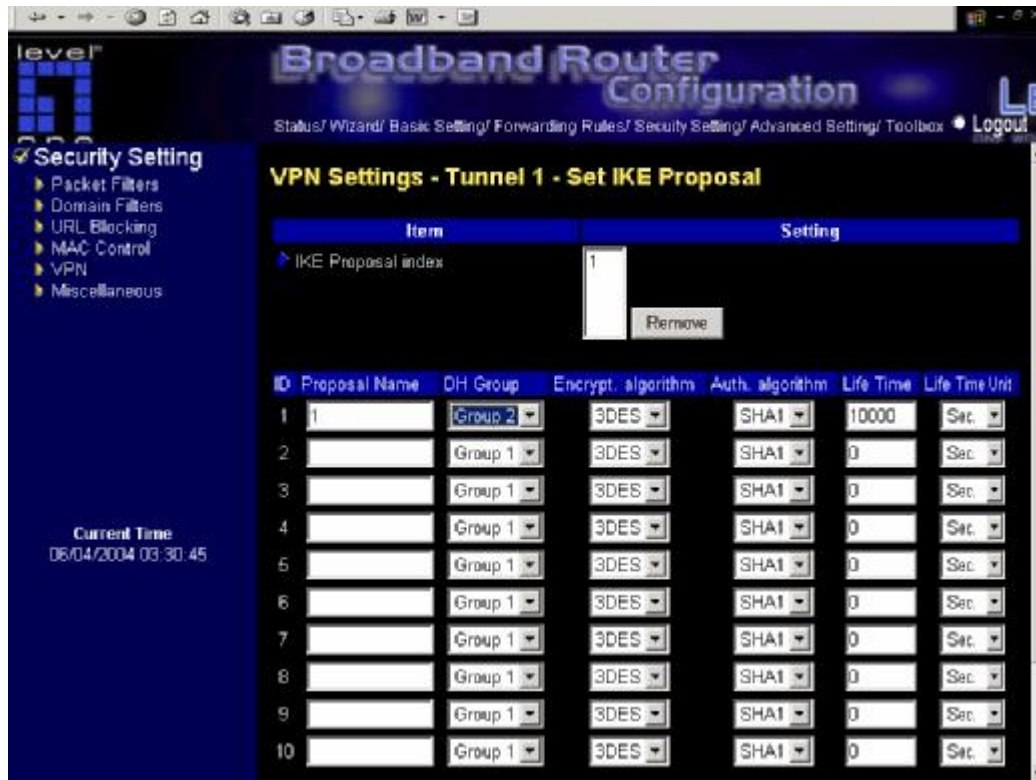 level
Broadband Router
Configuration
Status/ Wizard/ Basic Setting/ Forwarding Rules/ Security Setting/ Advanced Setting/ Toolbox Logout
Security Setting
Packet Filters
Domain Filters
URL Blocking
MAC Control
VPN
Miscellaneous
Current Time
06/04/2004 03:30:45
VPN Settings - Tunnel 1 - Set IKE Proposal
Item Setting
IKE Proposal index 1
Remove
ID Proposal Name DH Group Encrypt. algorithm Auth. algorithm Life Time Life Time Unit
1 1 Group 2 3DES SHA1 10000 Sec.
2 Group 1 3DES SHA1 0 Sec.
3 Group 1 3DES SHA1 0 Sec.
4 Group 1 3DES SHA1 0 Sec.
5 Group 1 3DES SHA1 0 Sec.
6 Group 1 3DES SHA1 0 Sec.
7 Group 1 3DES SHA1 0 Sec.
8 Group 1 3DES SHA1 0 Sec.
9 Group 1 3DES SHA1 0 Sec.
10 Group 1 3DES SHA1 0 Sec.